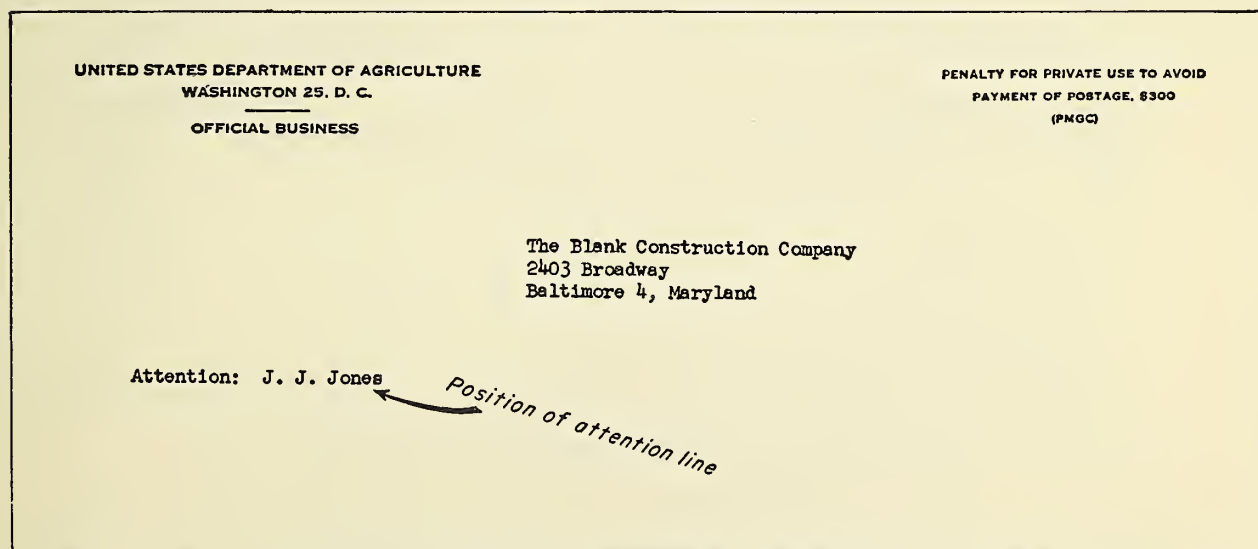 UNITED STATES DEPARTMENT OF AGRICULTURE
WASHINGTON 25, D. C.
OFFICIAL BUSINESS
PENALTY FOR PRIVATE USE TO AVOID
PAYMENT OF POSTAGE, $300
(PMGC)
The Blank Construction Company
2403 Broadway
Baltimore 4, Maryland
Attention: J. J. Jones
Position of attention line